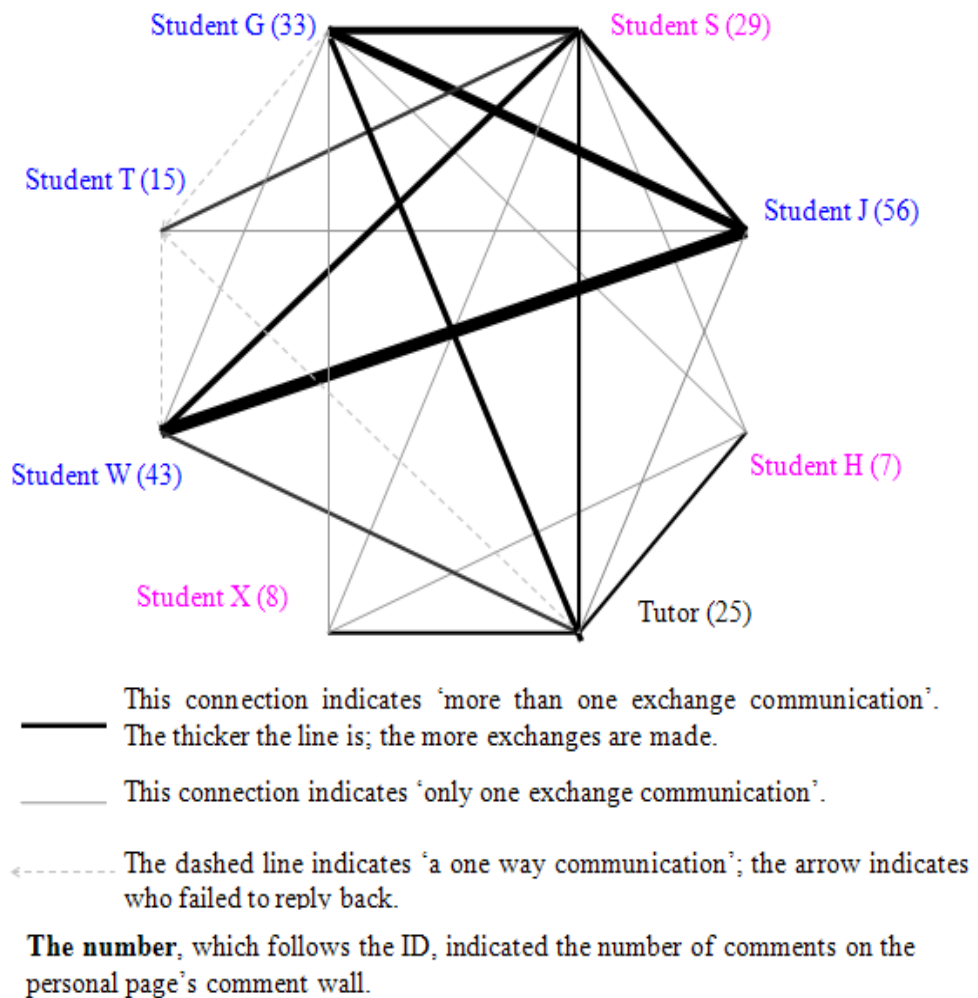 Student G (33)
Student S (29)
Student T (15)
Student J (56)
Student W (43)
Student H (7)
Student X (8)
Tutor (25)
This connection indicates ‘more than one exchange communication’.
The thicker the line is; the more exchanges are made.
This connection indicates ‘only one exchange communication’.
The dashed line indicates ‘a one way communication’; the arrow indicates
who failed to reply back.
The number, which follows the ID, indicated the number of comments on the
personal page’s comment wall.